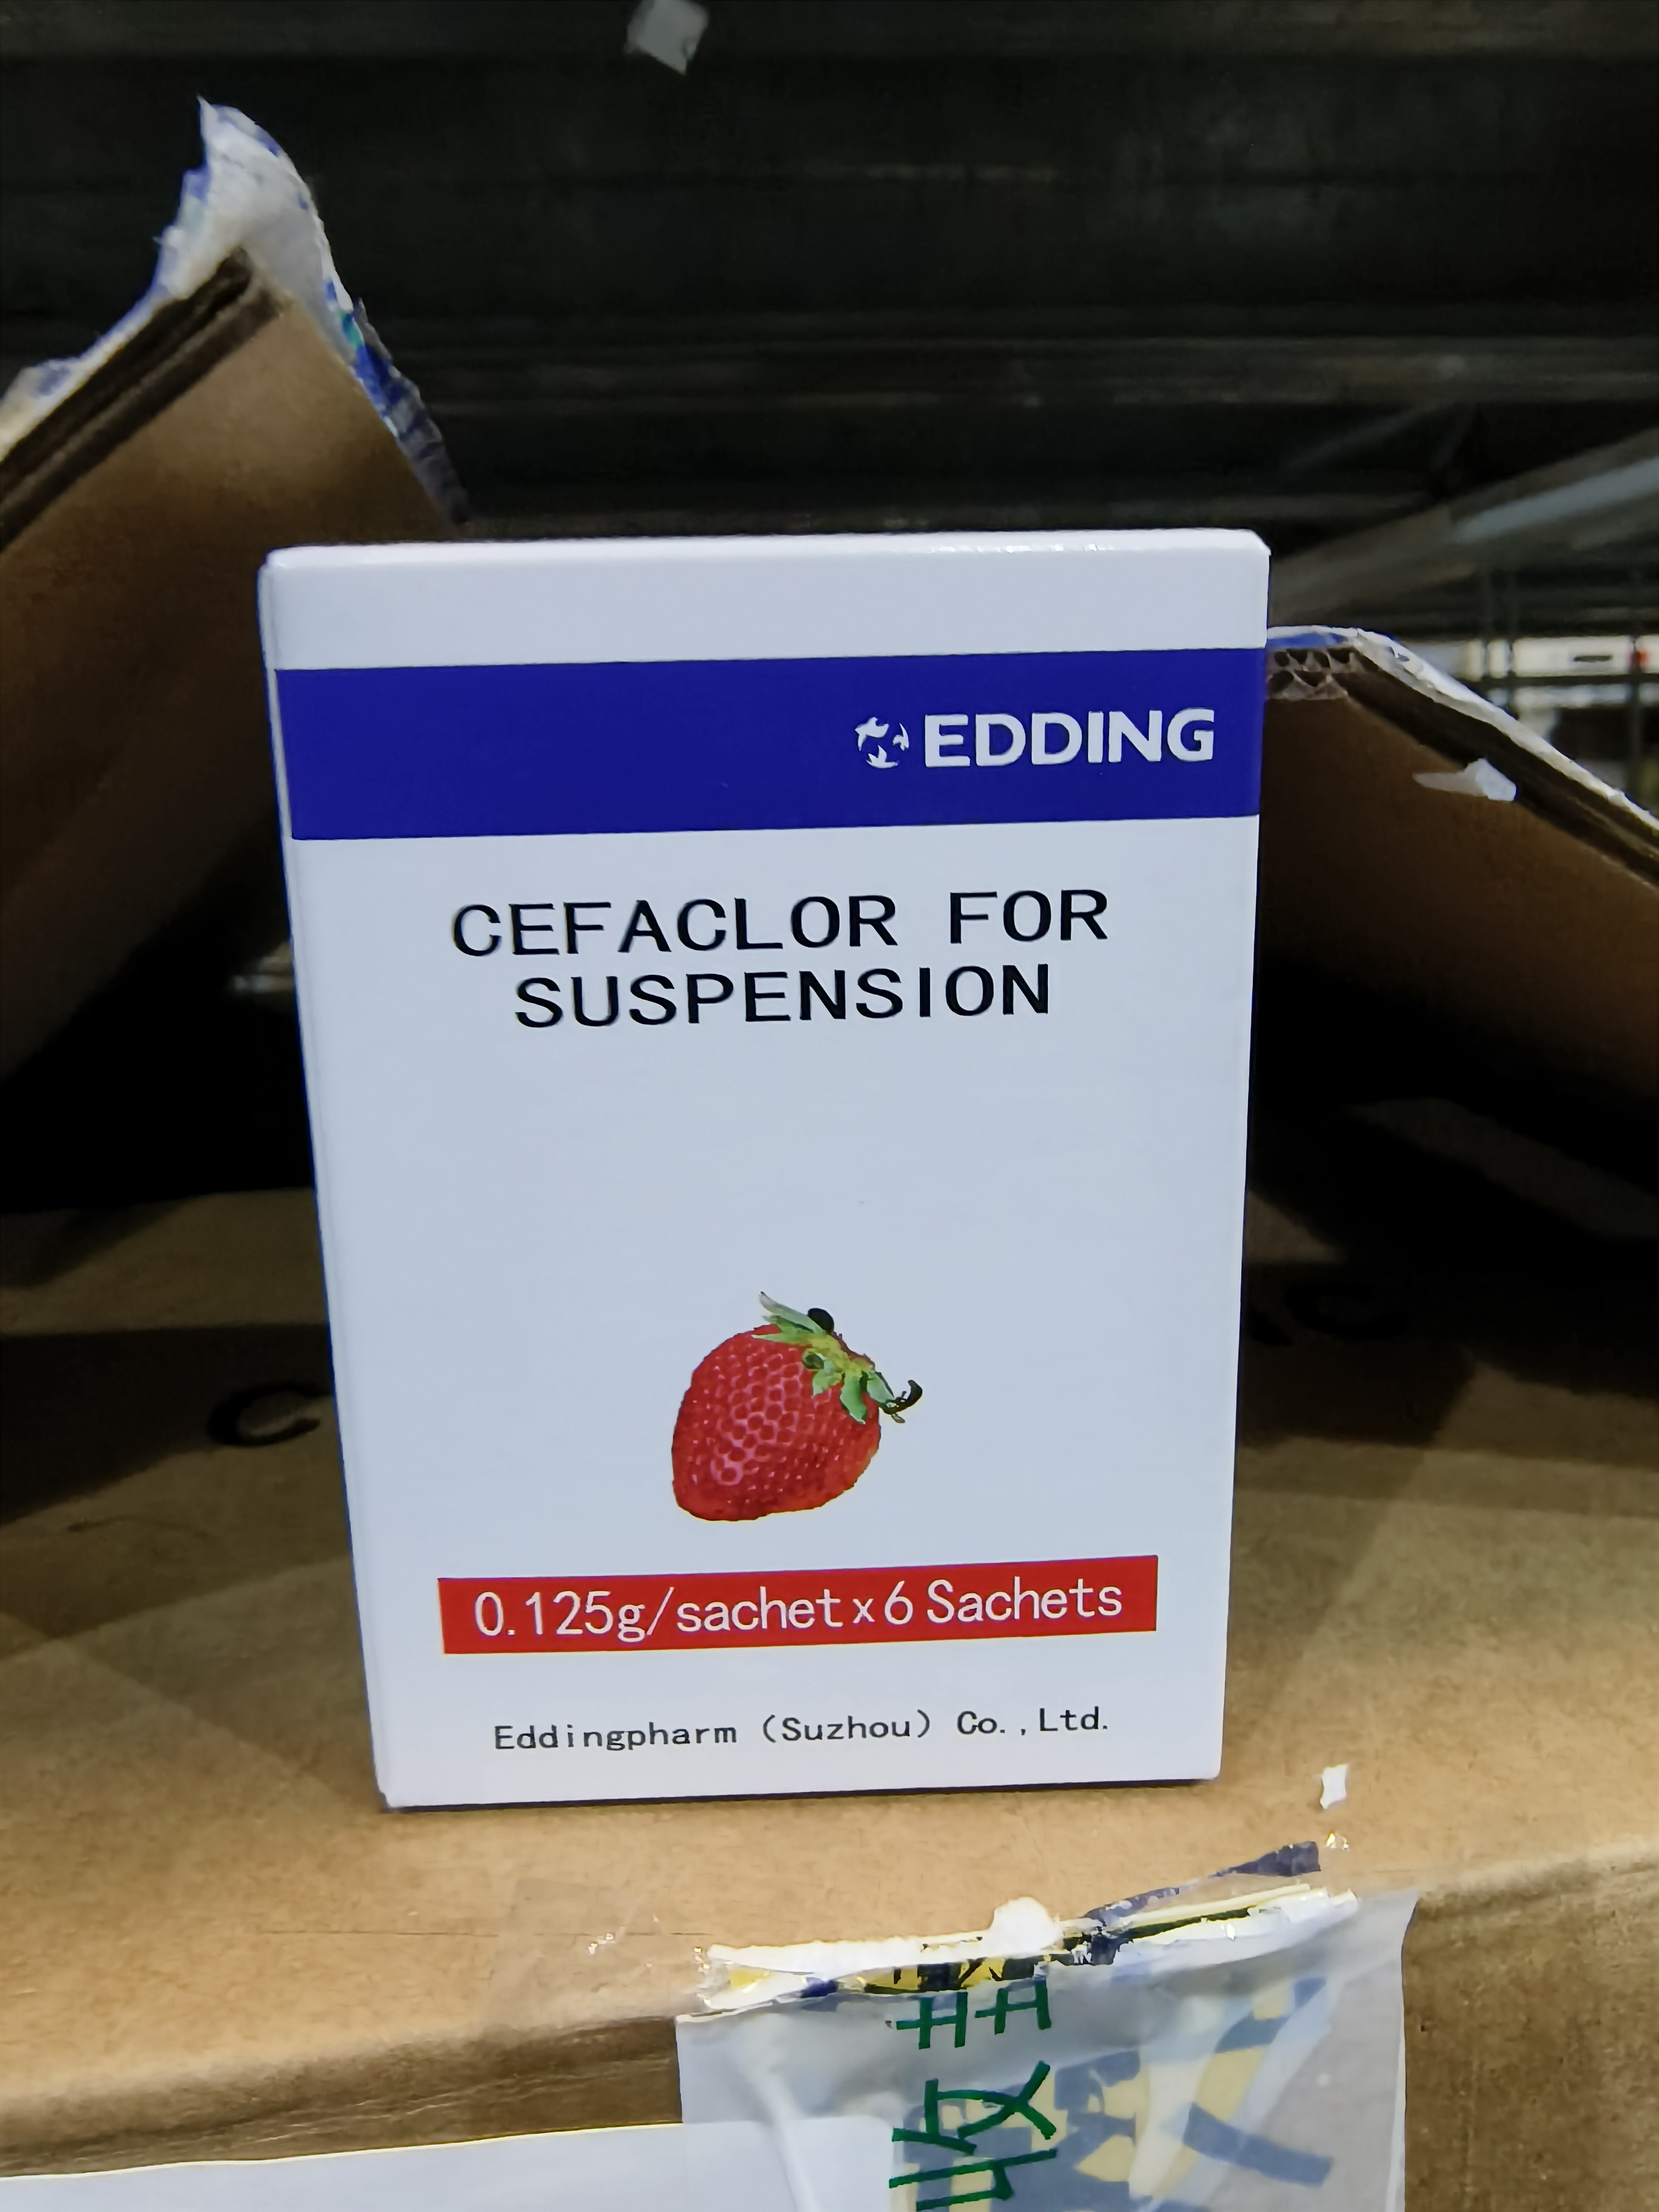 EDDING
CEFACLOR FOR
SUSPENSION
0.125g/sachet x 6 Sachets
Eddingpharm (Suzhou) Co.,Ltd.
C